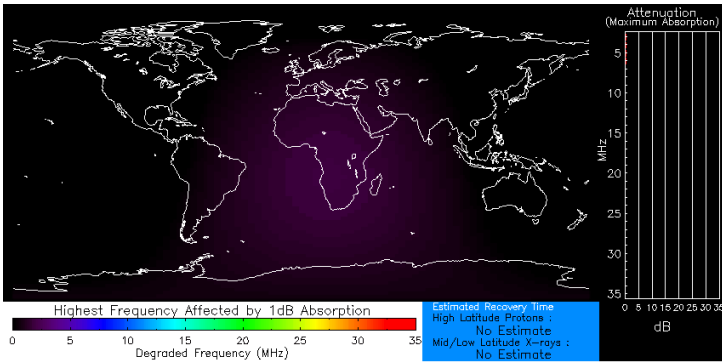 Attenuation
(Maximum Absorption)
5
10
15
20
25
30
35
MHz
0 5 10 15 20 25 30 35
dB
Highest Frequency Affected by 1dB Absorption
0 5 10 15 20 25 30 35
Degraded Frequency (MHz)
Estimated Recovery Time
High Latitude Protons :
No Estimate
Mid/Low Latitude X-rays :
No Estimate